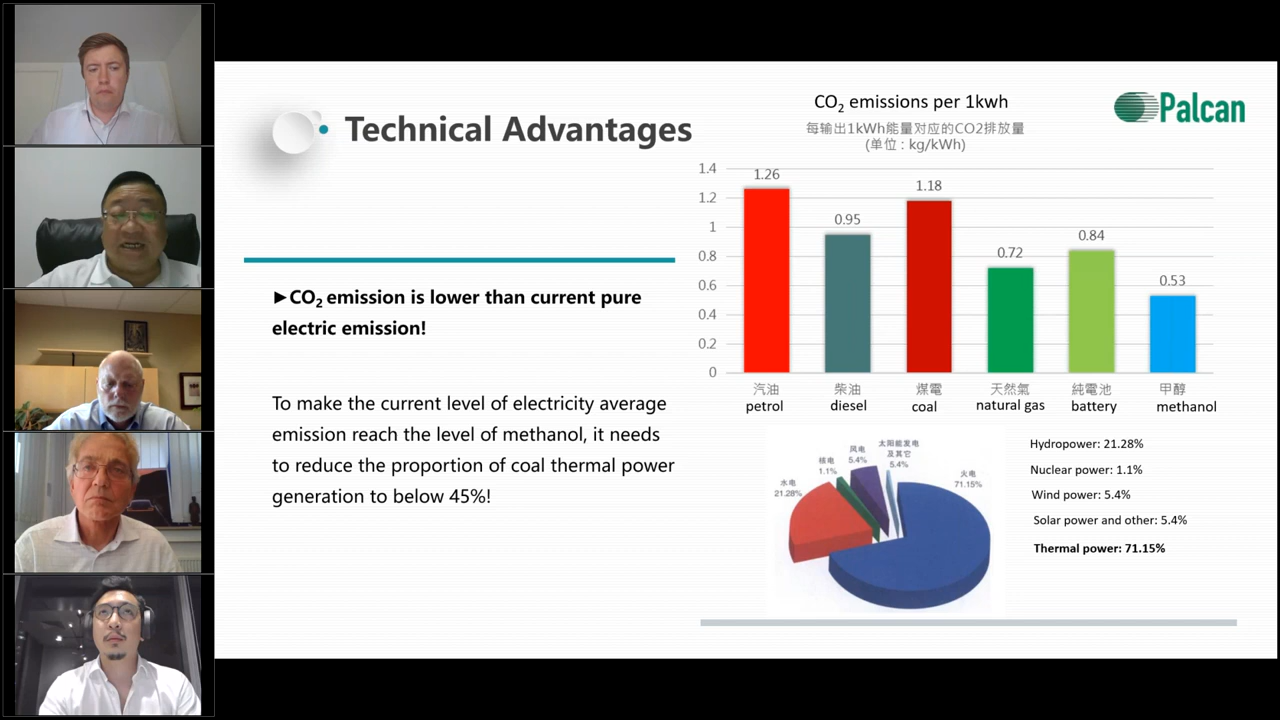 Technical Advantages
►CO₂ emission is lower than current pure
electric emission!
To make the current level of electricity average
emission reach the level of methanol, it needs
to reduce the proportion of coal thermal power
generation to below 45%!
CO₂ emissions per 1kwh
每输出1kWh能量对应的CO2排放量
(单位：kg/kWh)
Palcan
1.4
1.2
1
0.8
0.6
0.4
0.2
0
1.26
0.95
1.18
0.72
0.84
0.53
汽油
柴油
煤電
天然氣
純電池
甲醇
petrol
diesel
coal
natural gas
battery
methanol
水电
21.28%
核电
1.1%
风电
5.4%
太阳能发电
及其它
5.4%
火电
71.15%
Hydropower: 21.28%
Nuclear power: 1.1%
Wind power: 5.4%
Solar power and other: 5.4%
Thermal power: 71.15%